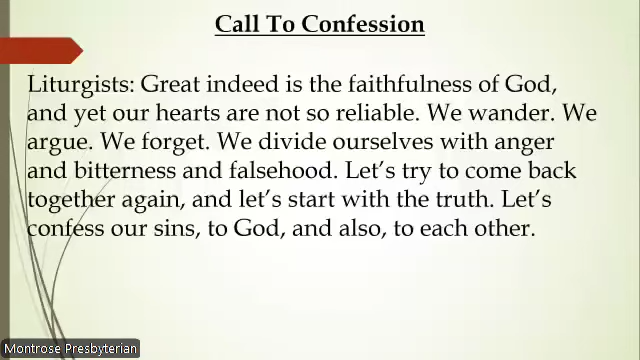 Call To Confession
Liturgists: Great indeed is the faithfulness of God,
and yet our hearts are not so reliable. We wander. We
argue. We forget. We divide ourselves with anger
and bitterness and falsehood. Let’s try to come back
together again, and let’s start with the truth. Let’s
confess our sins, to God, and also, to each other.
Montrose Presbyterian